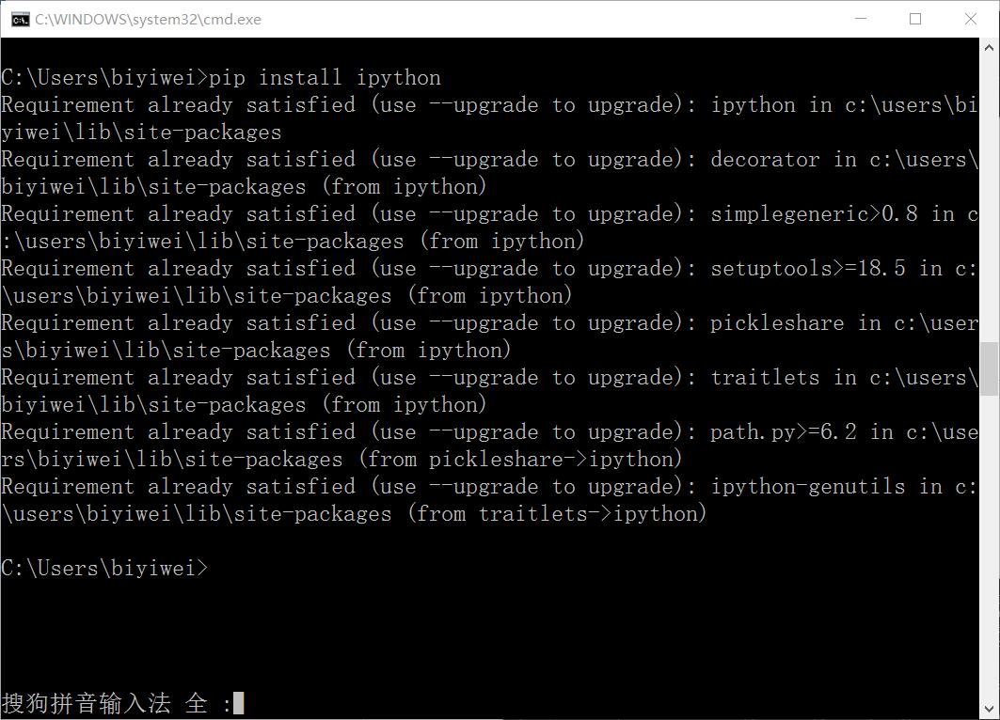 C:\WINDOWS\system32\cmd.exe
C:\Users\biyiwei>pip install ipython
Requirement already satisfied (use --upgrade to upgrade): ipython in c:\users\bi
yiwei\lib\site-packages
Requirement already satisfied (use --upgrade to upgrade): decorator in c:\users\
biyiwei\lib\site-packages (from ipython)
Requirement already satisfied (use --upgrade to upgrade): simplegeneric>0.8 in c
:\users\biyiwei\lib\site-packages (from ipython)
Requirement already satisfied (use --upgrade to upgrade): setuptools>=18.5 in c:
\users\biyiwei\lib\site-packages (from ipython)
Requirement already satisfied (use --upgrade to upgrade): pickleshare in c:\user
s\biyiwei\lib\site-packages (from ipython)
Requirement already satisfied (use --upgrade to upgrade): traitlets in c:\users\
biyiwei\lib\site-packages (from ipython)
Requirement already satisfied (use --upgrade to upgrade): path.py>=6.2 in c:\use
rs\biyiwei\lib\site-packages (from pickleshare->ipython)
Requirement already satisfied (use --upgrade to upgrade): ipython-genutils in c:
\users\biyiwei\lib\site-packages (from traitlets->ipython)
C:\Users\biyiwei>
搜狗拼音输入法 全 :